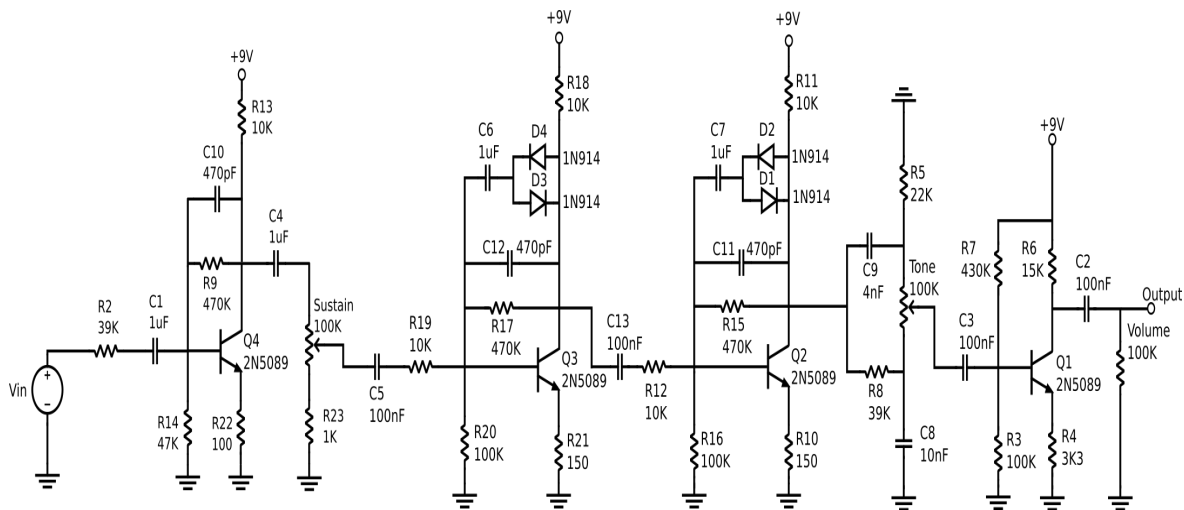 +9V
R13
10K
C10
470pF
R9
470K
C4
1uF
R2
39K
C1
1uF
Vin
+
−
R14
47K
Q4
2N5089
R22
100
Sustain
100K
R23
1K
C5
100nF
R19
10K
+9V
R18
10K
C6
1uF
D4
1N914
D3
1N914
C12
470pF
R17
470K
Q3
2N5089
R20
100K
R21
150
C13
100nF
R12
10K
+9V
R11
10K
C7
1uF
D2
1N914
D1
1N914
C11
470pF
R15
470K
Q2
2N5089
R16
100K
R10
150
R5
22K
C9
4nF
Tone
100K
R8
39K
C8
10nF
C3
100nF
+9V
R7
430K
R6
15K
C2
100nF
Output
Volume
100K
Q1
2N5089
R3
100K
R4
3K3